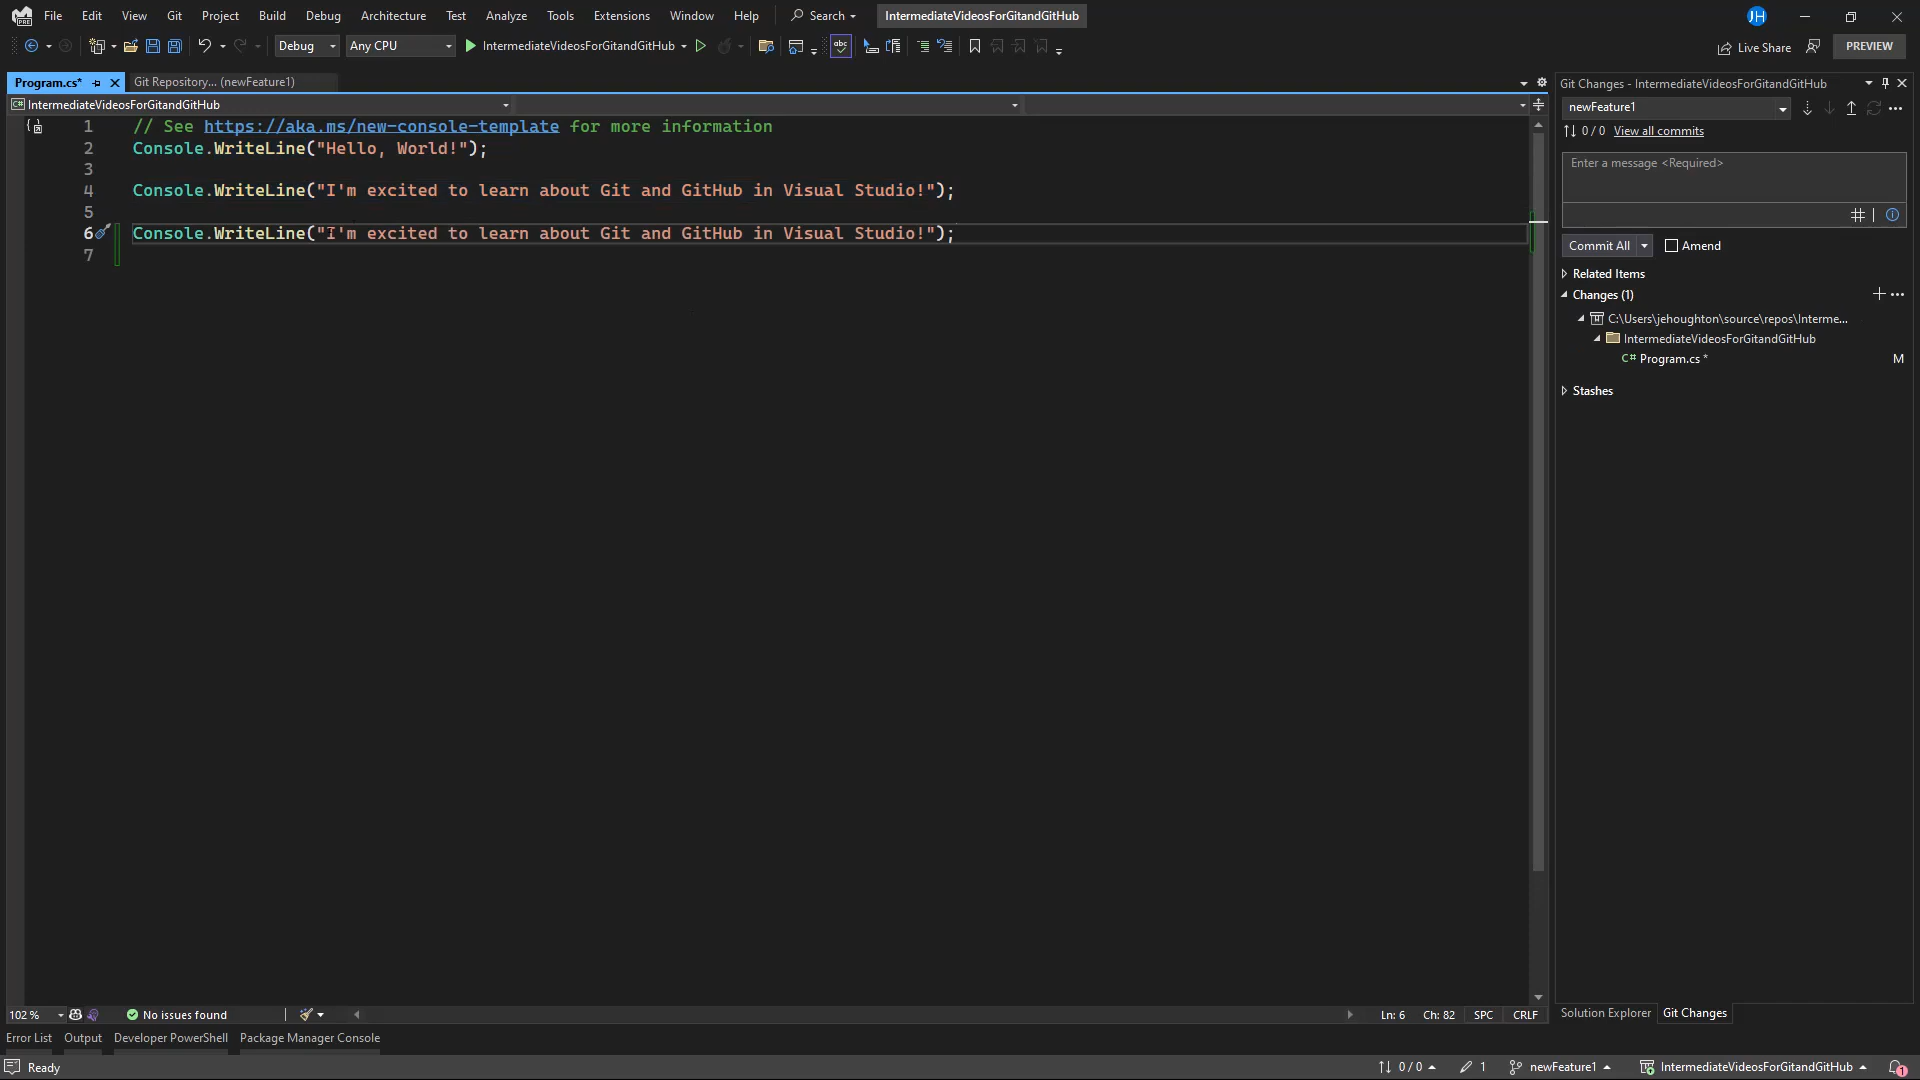 File Edit View Git Project Build Debug Architecture Test Analyze Tools Extensions Window Help Search IntermediateVideosForGitandGitHub JH
Debug Any CPU IntermediateVideosForGitandGitHub abc Live Share PREVIEW
Program.cs* Git Repository... (newFeature1)
C# IntermediateVideosForGitandGitHub
1 // See https://aka.ms/new-console-template for more information
2 Console.WriteLine("Hello, World!");
3
4 Console.WriteLine("I'm excited to learn about Git and GitHub in Visual Studio!");
5
6 Console.WriteLine("I'm excited to learn about Git and GitHub in Visual Studio!");
7
Git Changes - IntermediateVideosForGitandGitHub
newFeature1
0 / 0 View all commits
Enter a message <Required>
Commit All Amend
Related Items
Changes (1)
C:\Users\jehoughton\source\repos\Interme...
IntermediateVideosForGitandGitHub
C# Program.cs * M
Stashes
102 % No issues found Ln: 6 Ch: 82 SPC CRLF
Solution Explorer Git Changes
Error List Output Developer PowerShell Package Manager Console
Ready 0 / 0 1 newFeature1 IntermediateVideosForGitandGitHub 1